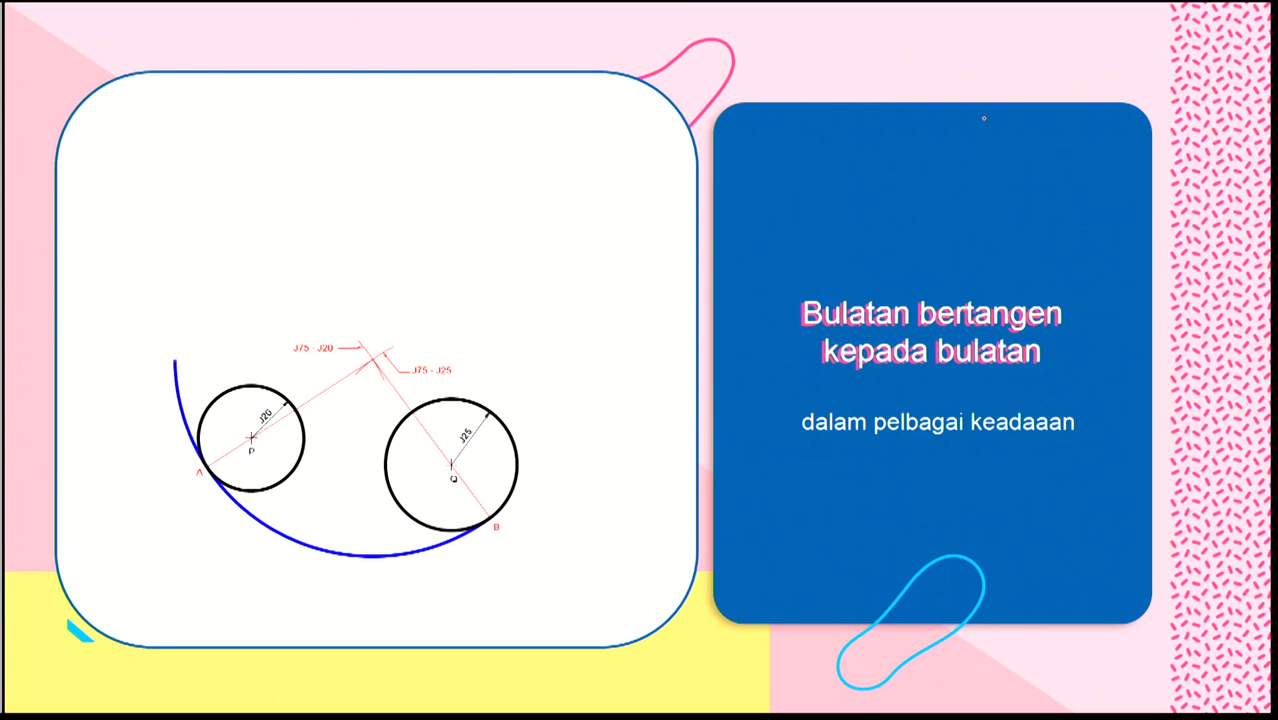 J75 - J20
J75 - J25
J20
P
A
J25
Q
B
Bulatan bertangen
kepada bulatan
dalam pelbagai keadaaan